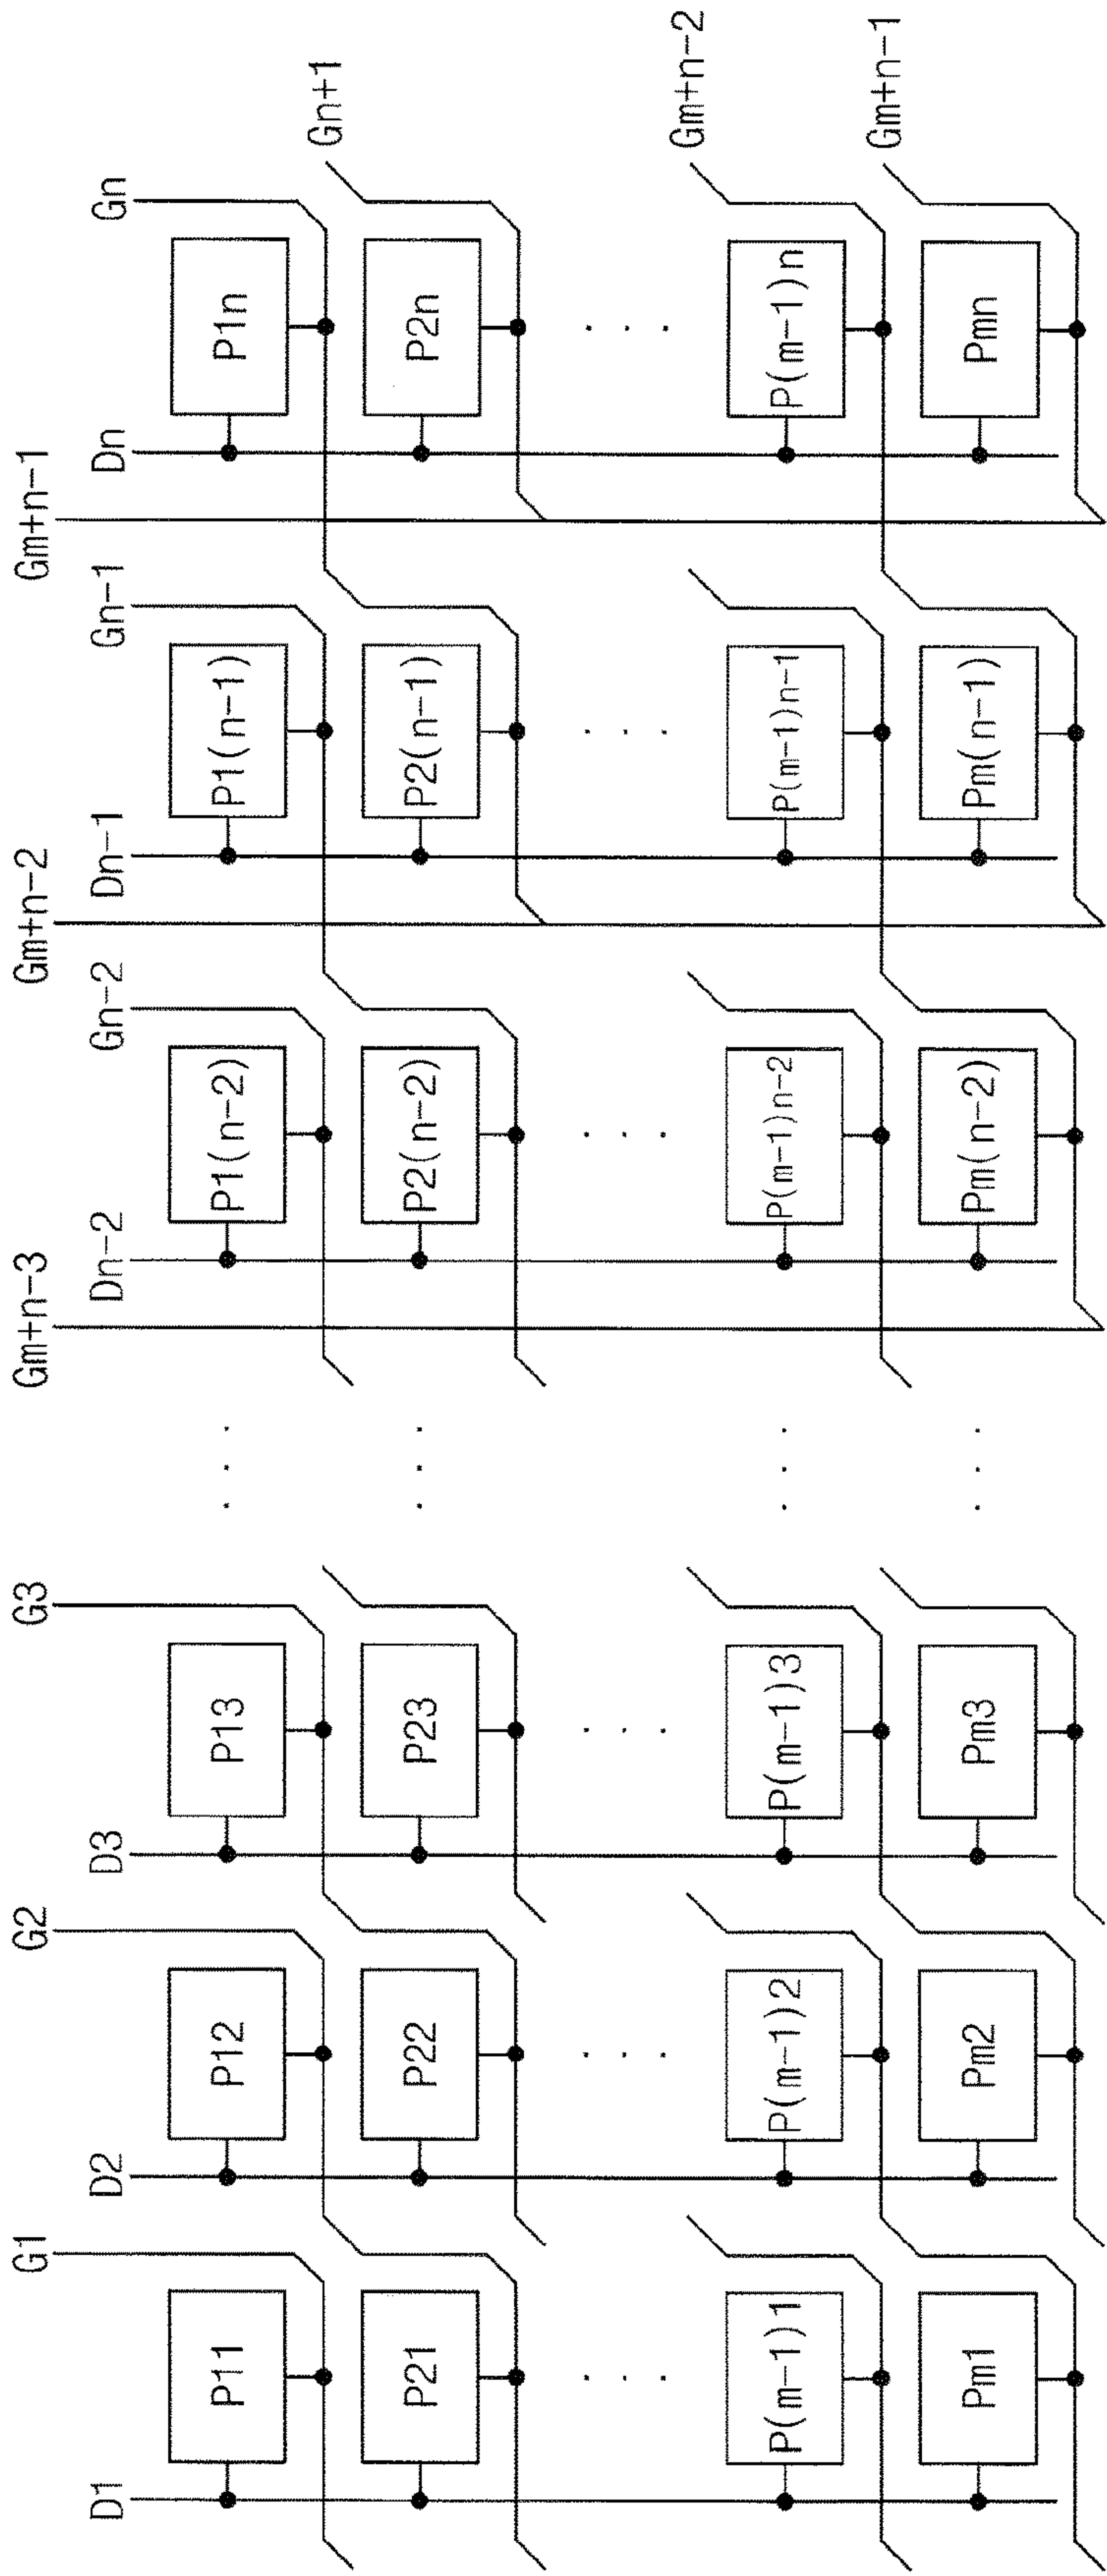 G1 G2 G3 Gm+n-3 Gm+n-2 Gm+n-1
D1 D2 D3 Dn-2 Gn-2 Dn-1 Gn-1 Dn Gn
P11 P12 P13 ... P1(n-2) P1(n-1) P1n
Gn+1
P21 P22 P23 ... P2(n-2) P2(n-1) P2n
... ... ... ... ... ...
Gm+n-2
P(m-1)1 P(m-1)2 P(m-1)3 ... P(m-1)n-2 P(m-1)n-1 P(m-1)n
Gm+n-1
Pm1 Pm2 Pm3 ... Pm(n-2) Pm(n-1) Pmn